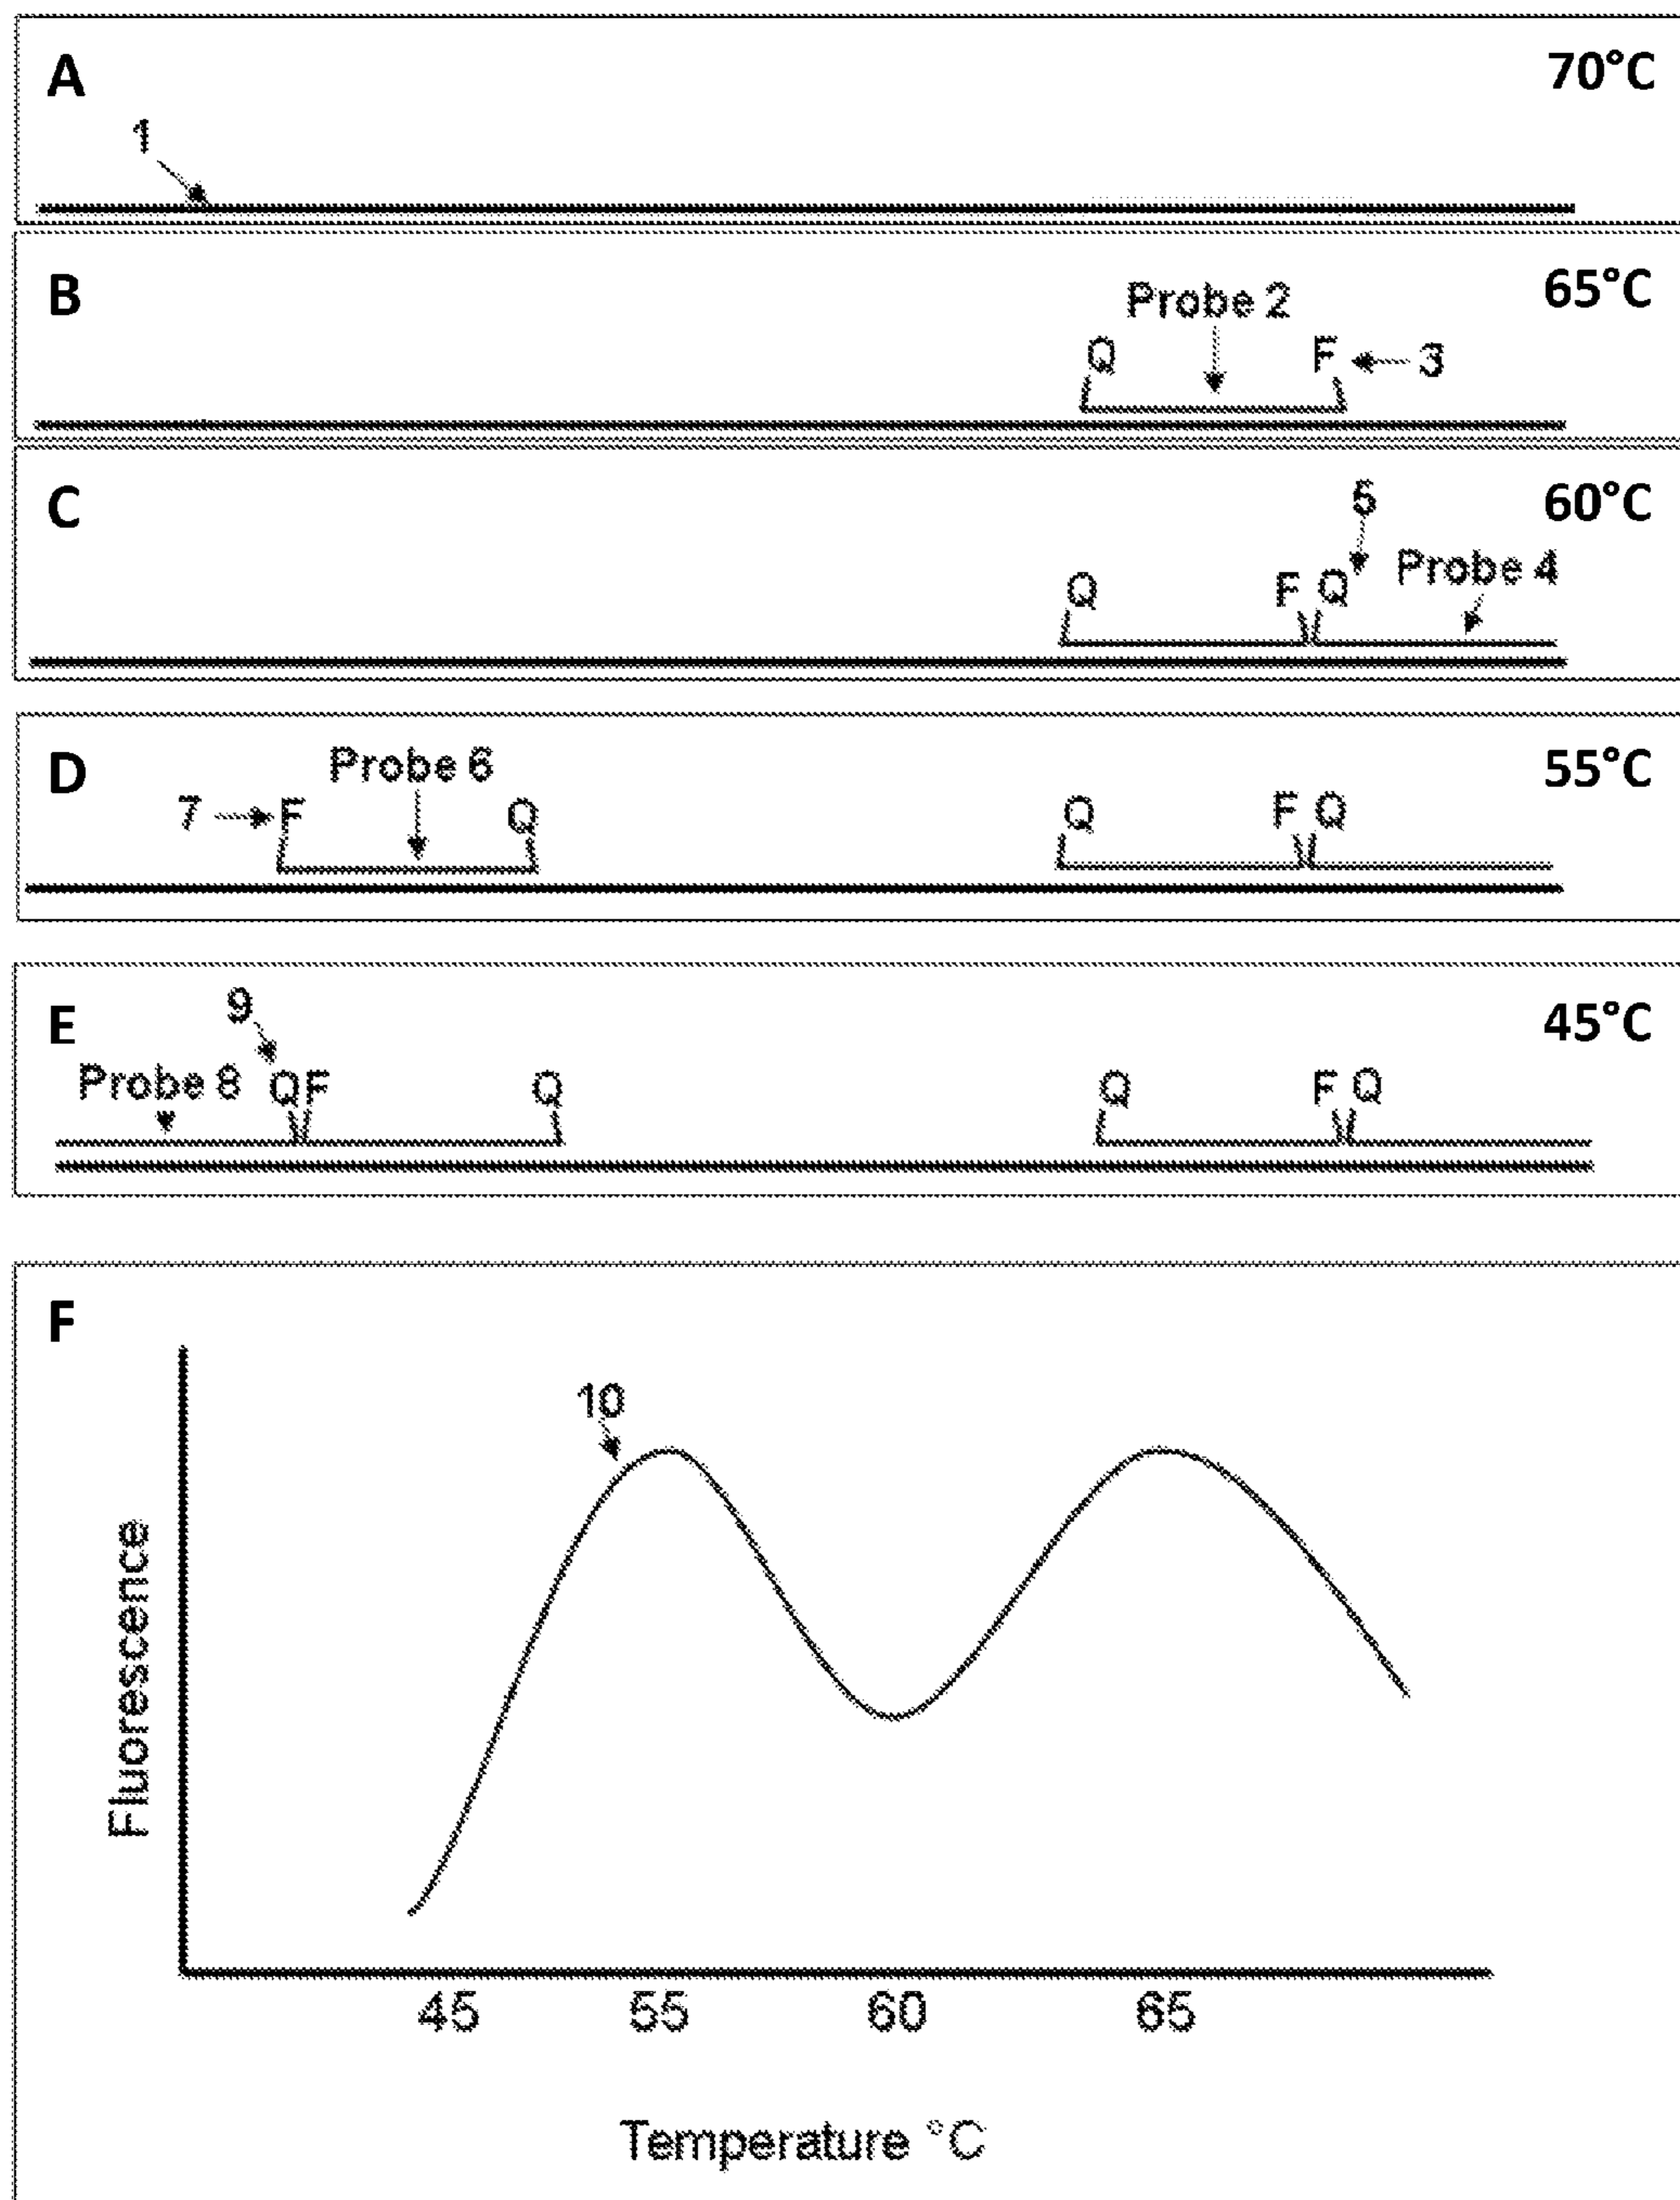 A 70°C
1
B 65°C
Probe 2
Q F 3
C 60°C
5
Q F Q Probe 4
D 55°C
Probe 6
7 F Q Q F Q
E 45°C
9
Probe 8 Q F Q Q F Q
F
10
Fluorescence
45 55 60 65
Temperature °C